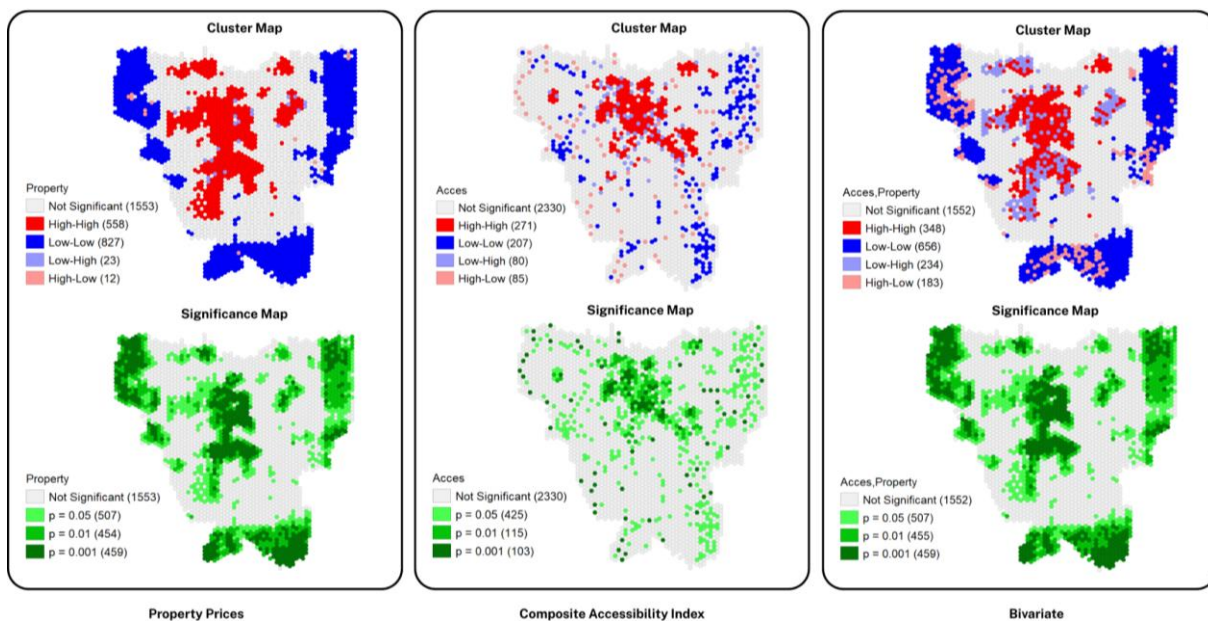 Cluster Map
Property
Not Significant (1553)
High-High (558)
Low-Low (827)
Low-High (23)
High-Low (12)
Significance Map
Property
Not Significant (1553)
p = 0.05 (507)
p = 0.01 (454)
p = 0.001 (459)
Property Prices
Cluster Map
Acces
Not Significant (2330)
High-High (271)
Low-Low (207)
Low-High (80)
High-Low (85)
Significance Map
Acces
Not Significant (2330)
p = 0.05 (425)
p = 0.01 (115)
p = 0.001 (103)
Composite Accessibility Index
Cluster Map
Acces,Property
Not Significant (1552)
High-High (348)
Low-Low (656)
Low-High (234)
High-Low (183)
Significance Map
Acces,Property
Not Significant (1552)
p = 0.05 (507)
p = 0.01 (455)
p = 0.001 (459)
Bivariate